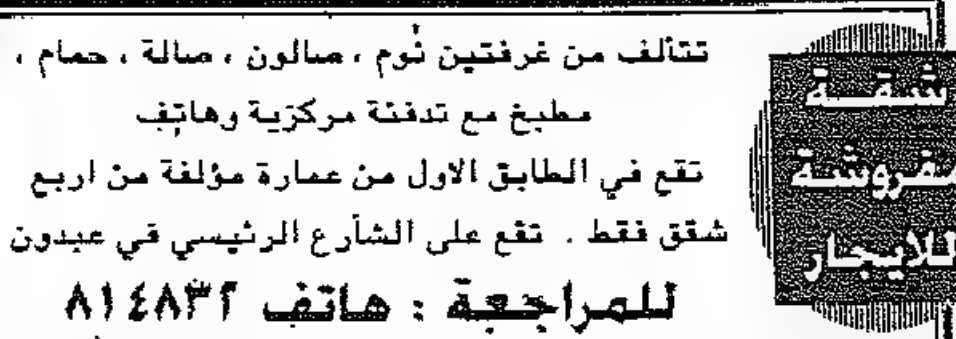 شقة
مفروشة
للايجار
تتألف من غرفتين نُوم ، صالون ، صالة ، حمام ،
مطبخ مع تدفئة مركزية وهاتف
تقع في الطابق الاول من عمارة مؤلفة من اربع
شقق فقط . تقع على الشارع الرئيسي في عبدون
للمراجعة : هاتف ٨١٤٨٣٢